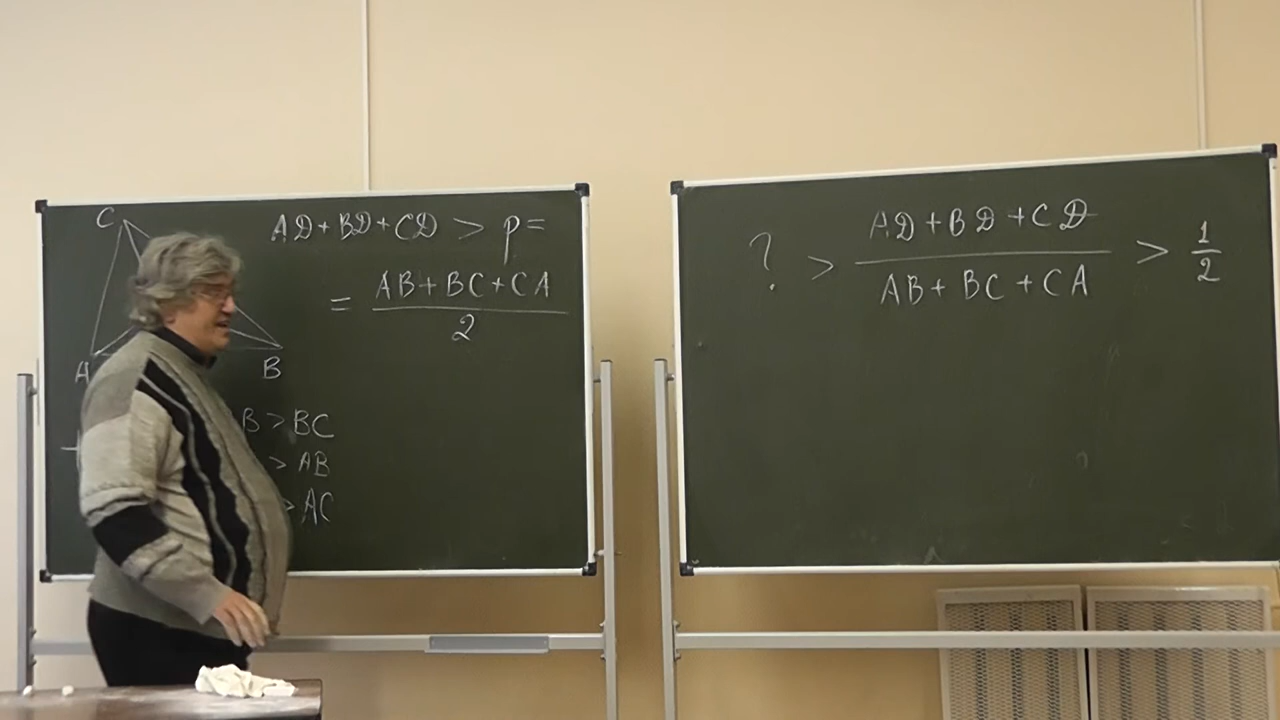 C
AD+BD+CD > p=
= AB+BC+CA / 2
A B
B > BC
> AB
> AC
? > AD+BD+CD / AB+BC+CA > 1/2